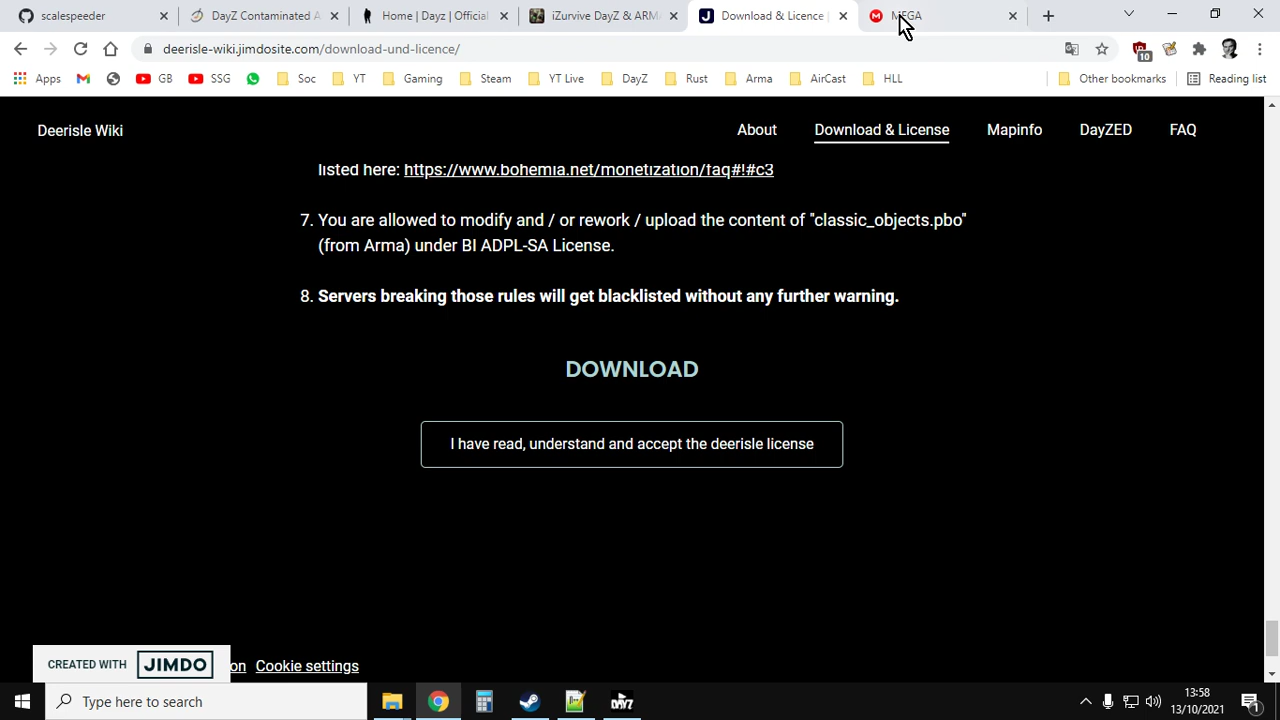 scalespeeder
DayZ Contaminated A
Home | Dayz | Official
iZurvive DayZ & ARMA
Download & Licence |
MEGA
deerisle-wiki.jimdosite.com/download-und-licence/
10
Apps
GB
SSG
Soc
YT
Gaming
Steam
YT Live
DayZ
Rust
Arma
AirCast
HLL
Other bookmarks
Reading list
Deerisle Wiki
About
Download & License
Mapinfo
DayZED
FAQ
listed here: https://www.bohemia.net/monetization/faq#!#c3
7. You are allowed to modify and / or rework / upload the content of "classic_objects.pbo"
(from Arma) under BI ADPL-SA License.
8. Servers breaking those rules will get blacklisted without any further warning.
DOWNLOAD
I have read, understand and accept the deerisle license
CREATED WITH JIMDO
on Cookie settings
Type here to search
DAYZ
13:58
13/10/2021
1